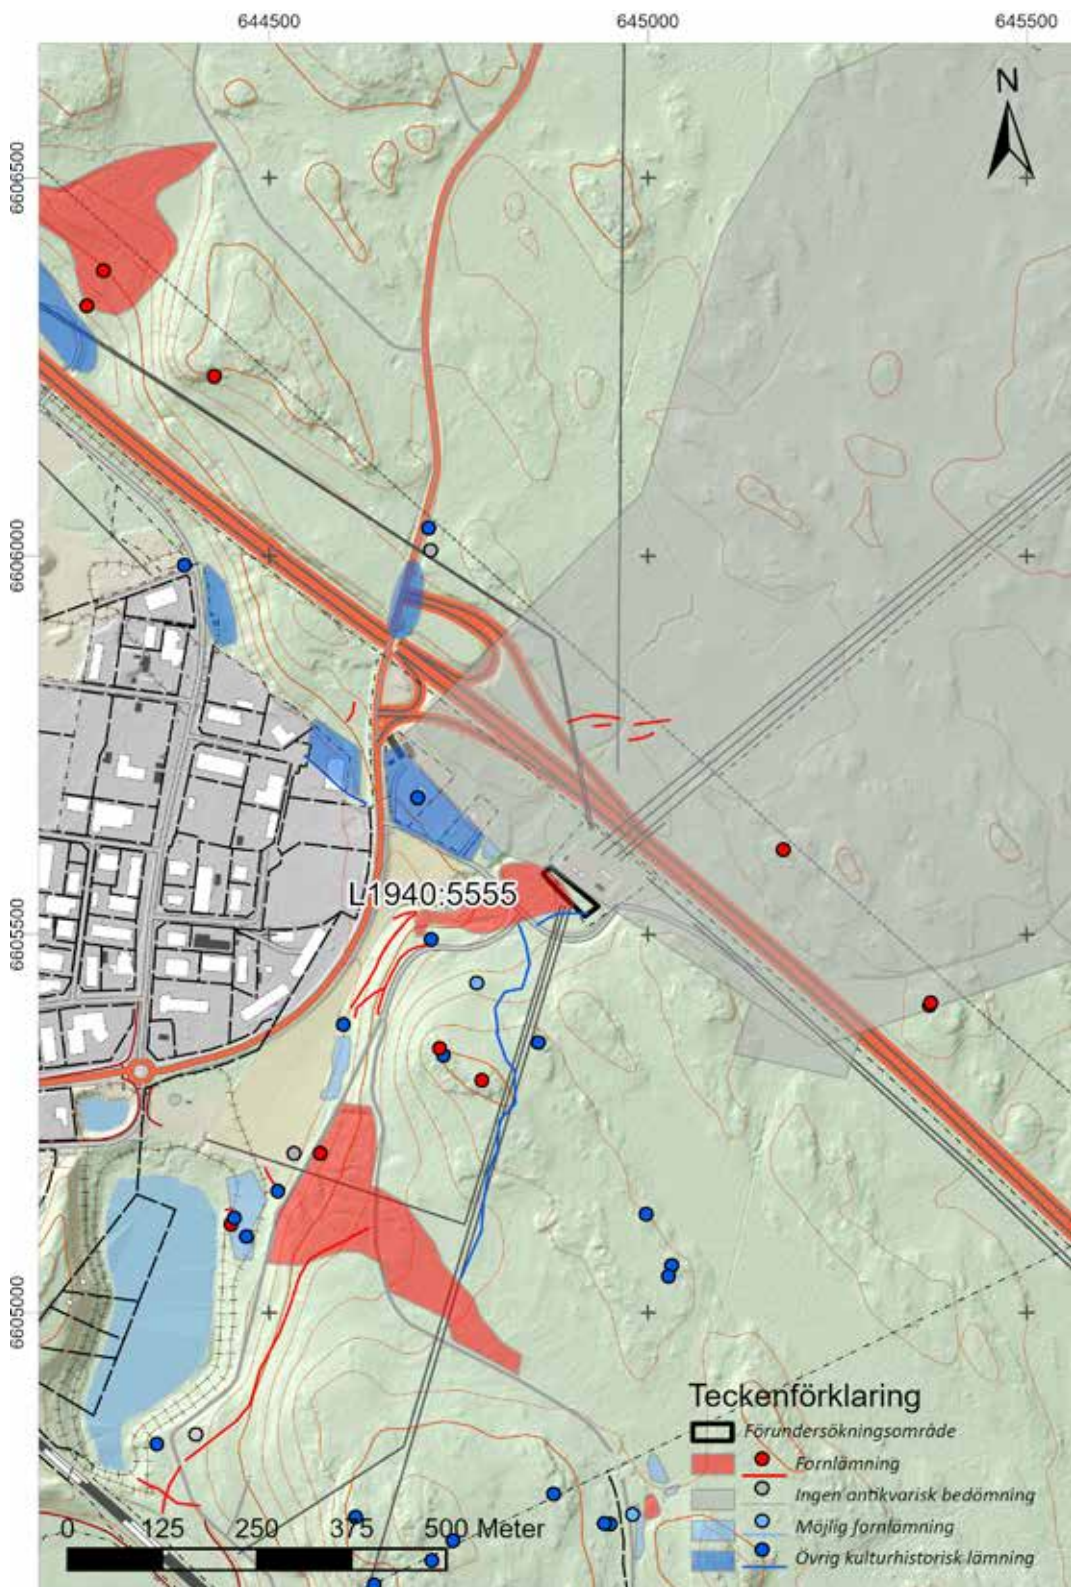 644500 645000 645500
N
6606500
6606000
L1940:5555
6605500
6605000
Teckenförklaring
Förundersökningsområde
Fornlämning
Ingen antikvarisk bedömning
Möjlig fornlämning
Övrig kulturhistorisk lämning
0 125 250 375 500 Meter